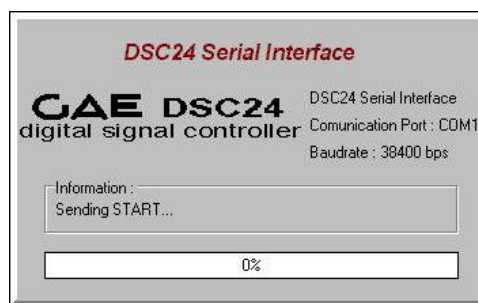 DSC24 Serial Interface
GAE DSC24
digital signal controller
DSC24 Serial Interface
Comunication Port : COM1
Baudrate : 38400 bps
Information :
Sending START...
0%